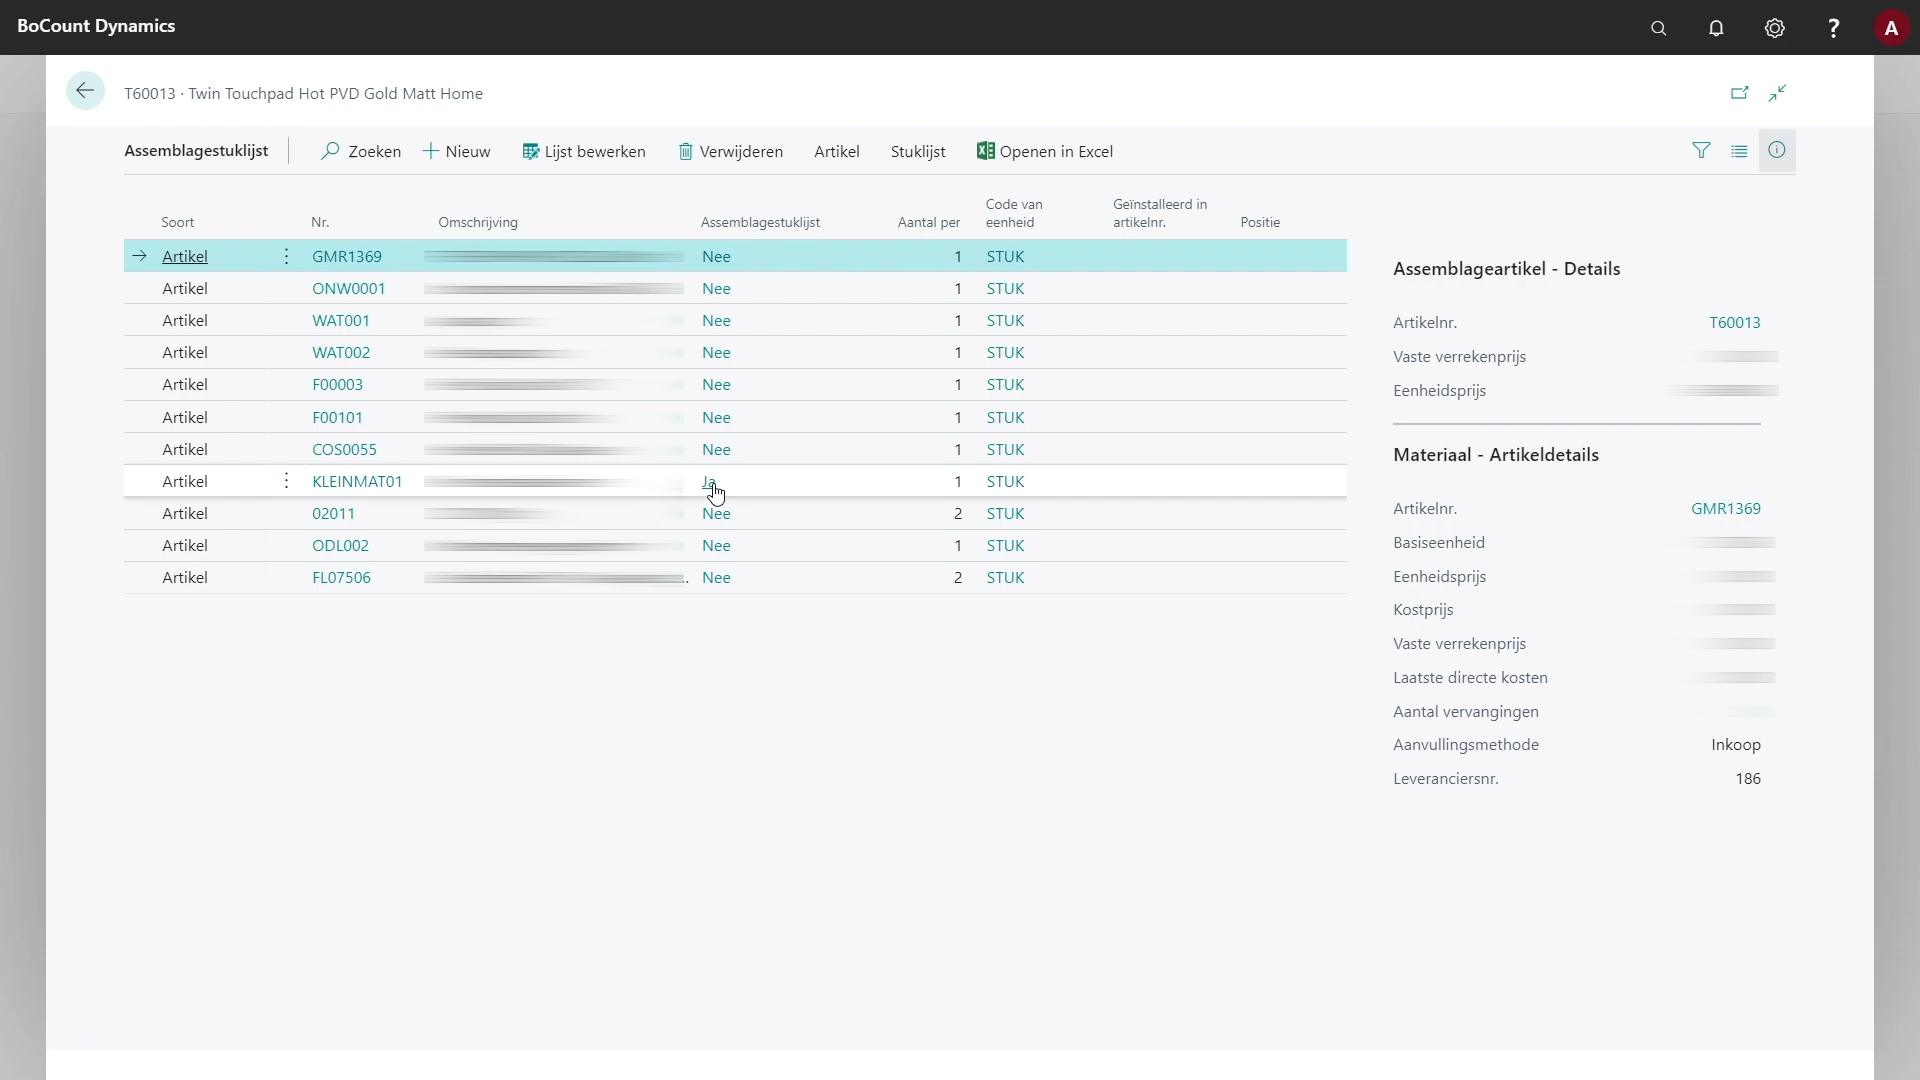 BoCount Dynamics
? A
T60013 · Twin Touchpad Hot PVD Gold Matt Home
Assemblagestuklijst Zoeken Nieuw Lijst bewerken Verwijderen Artikel Stuklijst Openen in Excel
Soort Nr. Omschrijving Assemblagestuklijst Aantal per Code van eenheid Geïnstalleerd in artikelnr. Positie
Artikel GMR1369 Nee 1 STUK
Artikel ONW0001 Nee 1 STUK
Artikel WAT001 Nee 1 STUK
Artikel WAT002 Nee 1 STUK
Artikel F00003 Nee 1 STUK
Artikel F00101 Nee 1 STUK
Artikel COS0055 Nee 1 STUK
Artikel KLEINMAT01 Ja 1 STUK
Artikel 02011 Nee 2 STUK
Artikel ODL002 Nee 1 STUK
Artikel FL07506 Nee 2 STUK
Assemblageartikel - Details
Artikelnr. T60013
Vaste verrekenprijs
Eenheidsprijs
Materiaal - Artikeldetails
Artikelnr. GMR1369
Basiseenheid
Eenheidsprijs
Kostprijs
Vaste verrekenprijs
Laatste directe kosten
Aantal vervangingen
Aanvullingsmethode Inkoop
Leveranciersnr. 186